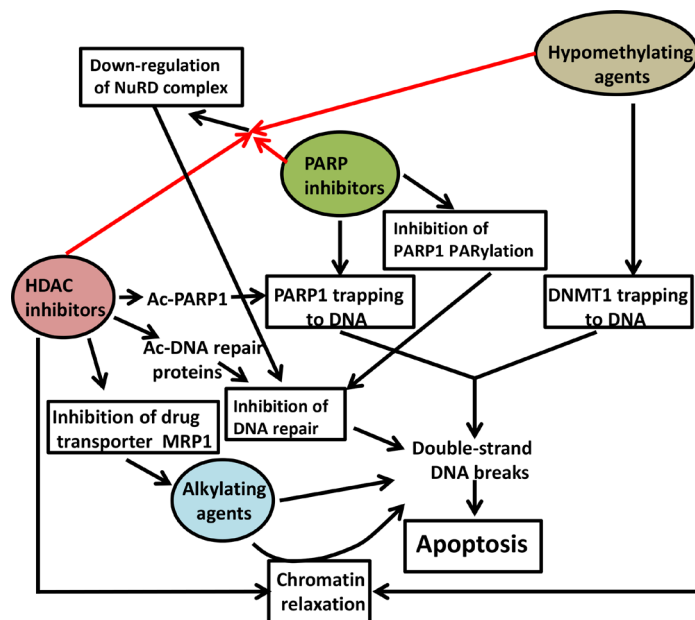 Hypomethylating
agents
Down-regulation
of NuRD complex
PARP
inhibitors
Inhibition of
PARP1 PARylation
HDAC
inhibitors
Ac-PARP1
PARP1 trapping
to DNA
DNMT1 trapping
to DNA
Ac-DNA repair
proteins
Inhibition of drug
transporter MRP1
Inhibition of
DNA repair
Double-strand
DNA breaks
Alkylating
agents
Apoptosis
Chromatin
relaxation